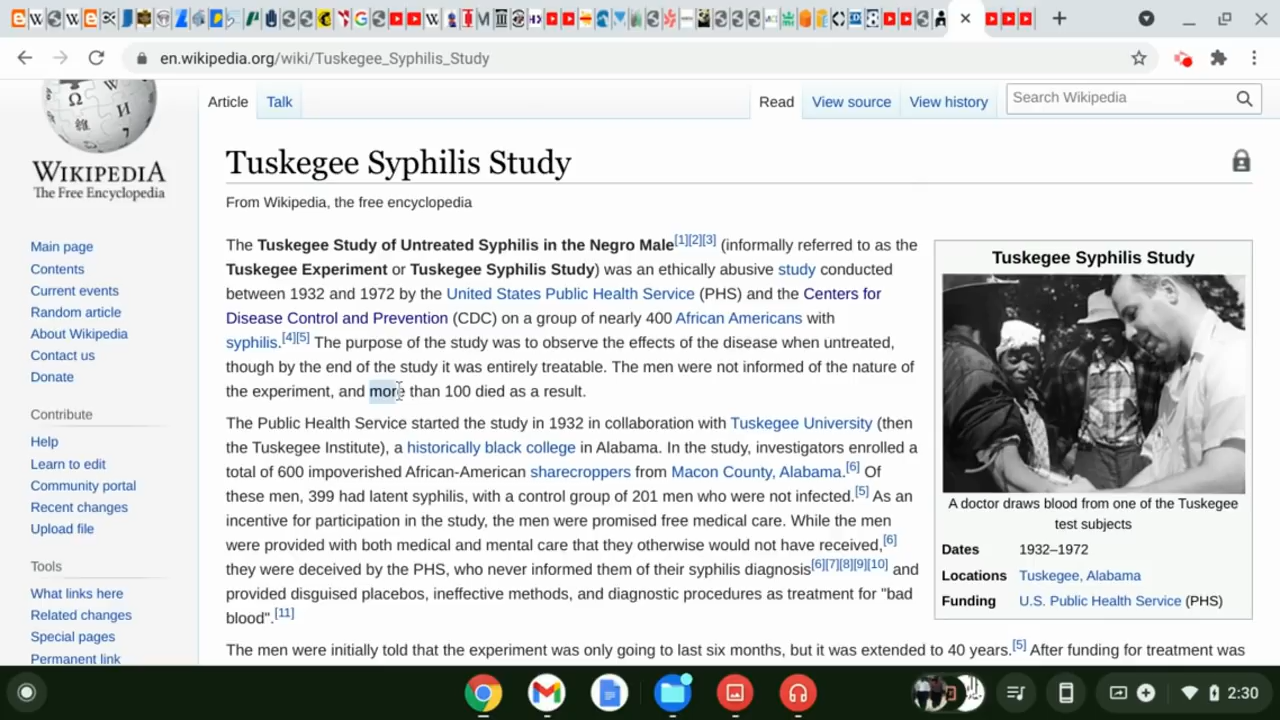 en.wikipedia.org/wiki/Tuskegee_Syphilis_Study
WIKIPEDIA
The Free Encyclopedia
Main page
Contents
Current events
Random article
About Wikipedia
Contact us
Donate
Contribute
Help
Learn to edit
Community portal
Recent changes
Upload file
Tools
What links here
Related changes
Special pages
Permanent link
Article Talk Read View source View history Search Wikipedia
Tuskegee Syphilis Study
From Wikipedia, the free encyclopedia
The Tuskegee Study of Untreated Syphilis in the Negro Male[1][2][3] (informally referred to as the
Tuskegee Experiment or Tuskegee Syphilis Study) was an ethically abusive study conducted
between 1932 and 1972 by the United States Public Health Service (PHS) and the Centers for
Disease Control and Prevention (CDC) on a group of nearly 400 African Americans with
syphilis.[4][5] The purpose of the study was to observe the effects of the disease when untreated,
though by the end of the study it was entirely treatable. The men were not informed of the nature of
the experiment, and more than 100 died as a result.
The Public Health Service started the study in 1932 in collaboration with Tuskegee University (then
the Tuskegee Institute), a historically black college in Alabama. In the study, investigators enrolled a
total of 600 impoverished African-American sharecroppers from Macon County, Alabama.[6] Of
these men, 399 had latent syphilis, with a control group of 201 men who were not infected.[5] As an
incentive for participation in the study, the men were promised free medical care. While the men
were provided with both medical and mental care that they otherwise would not have received,[6]
they were deceived by the PHS, who never informed them of their syphilis diagnosis[6][7][8][9][10] and
provided disguised placebos, ineffective methods, and diagnostic procedures as treatment for "bad
blood".[11]
The men were initially told that the experiment was only going to last six months, but it was extended to 40 years.[5] After funding for treatment was
Tuskegee Syphilis Study
A doctor draws blood from one of the Tuskegee
test subjects
Dates 1932–1972
Locations Tuskegee, Alabama
Funding U.S. Public Health Service (PHS)
2:30